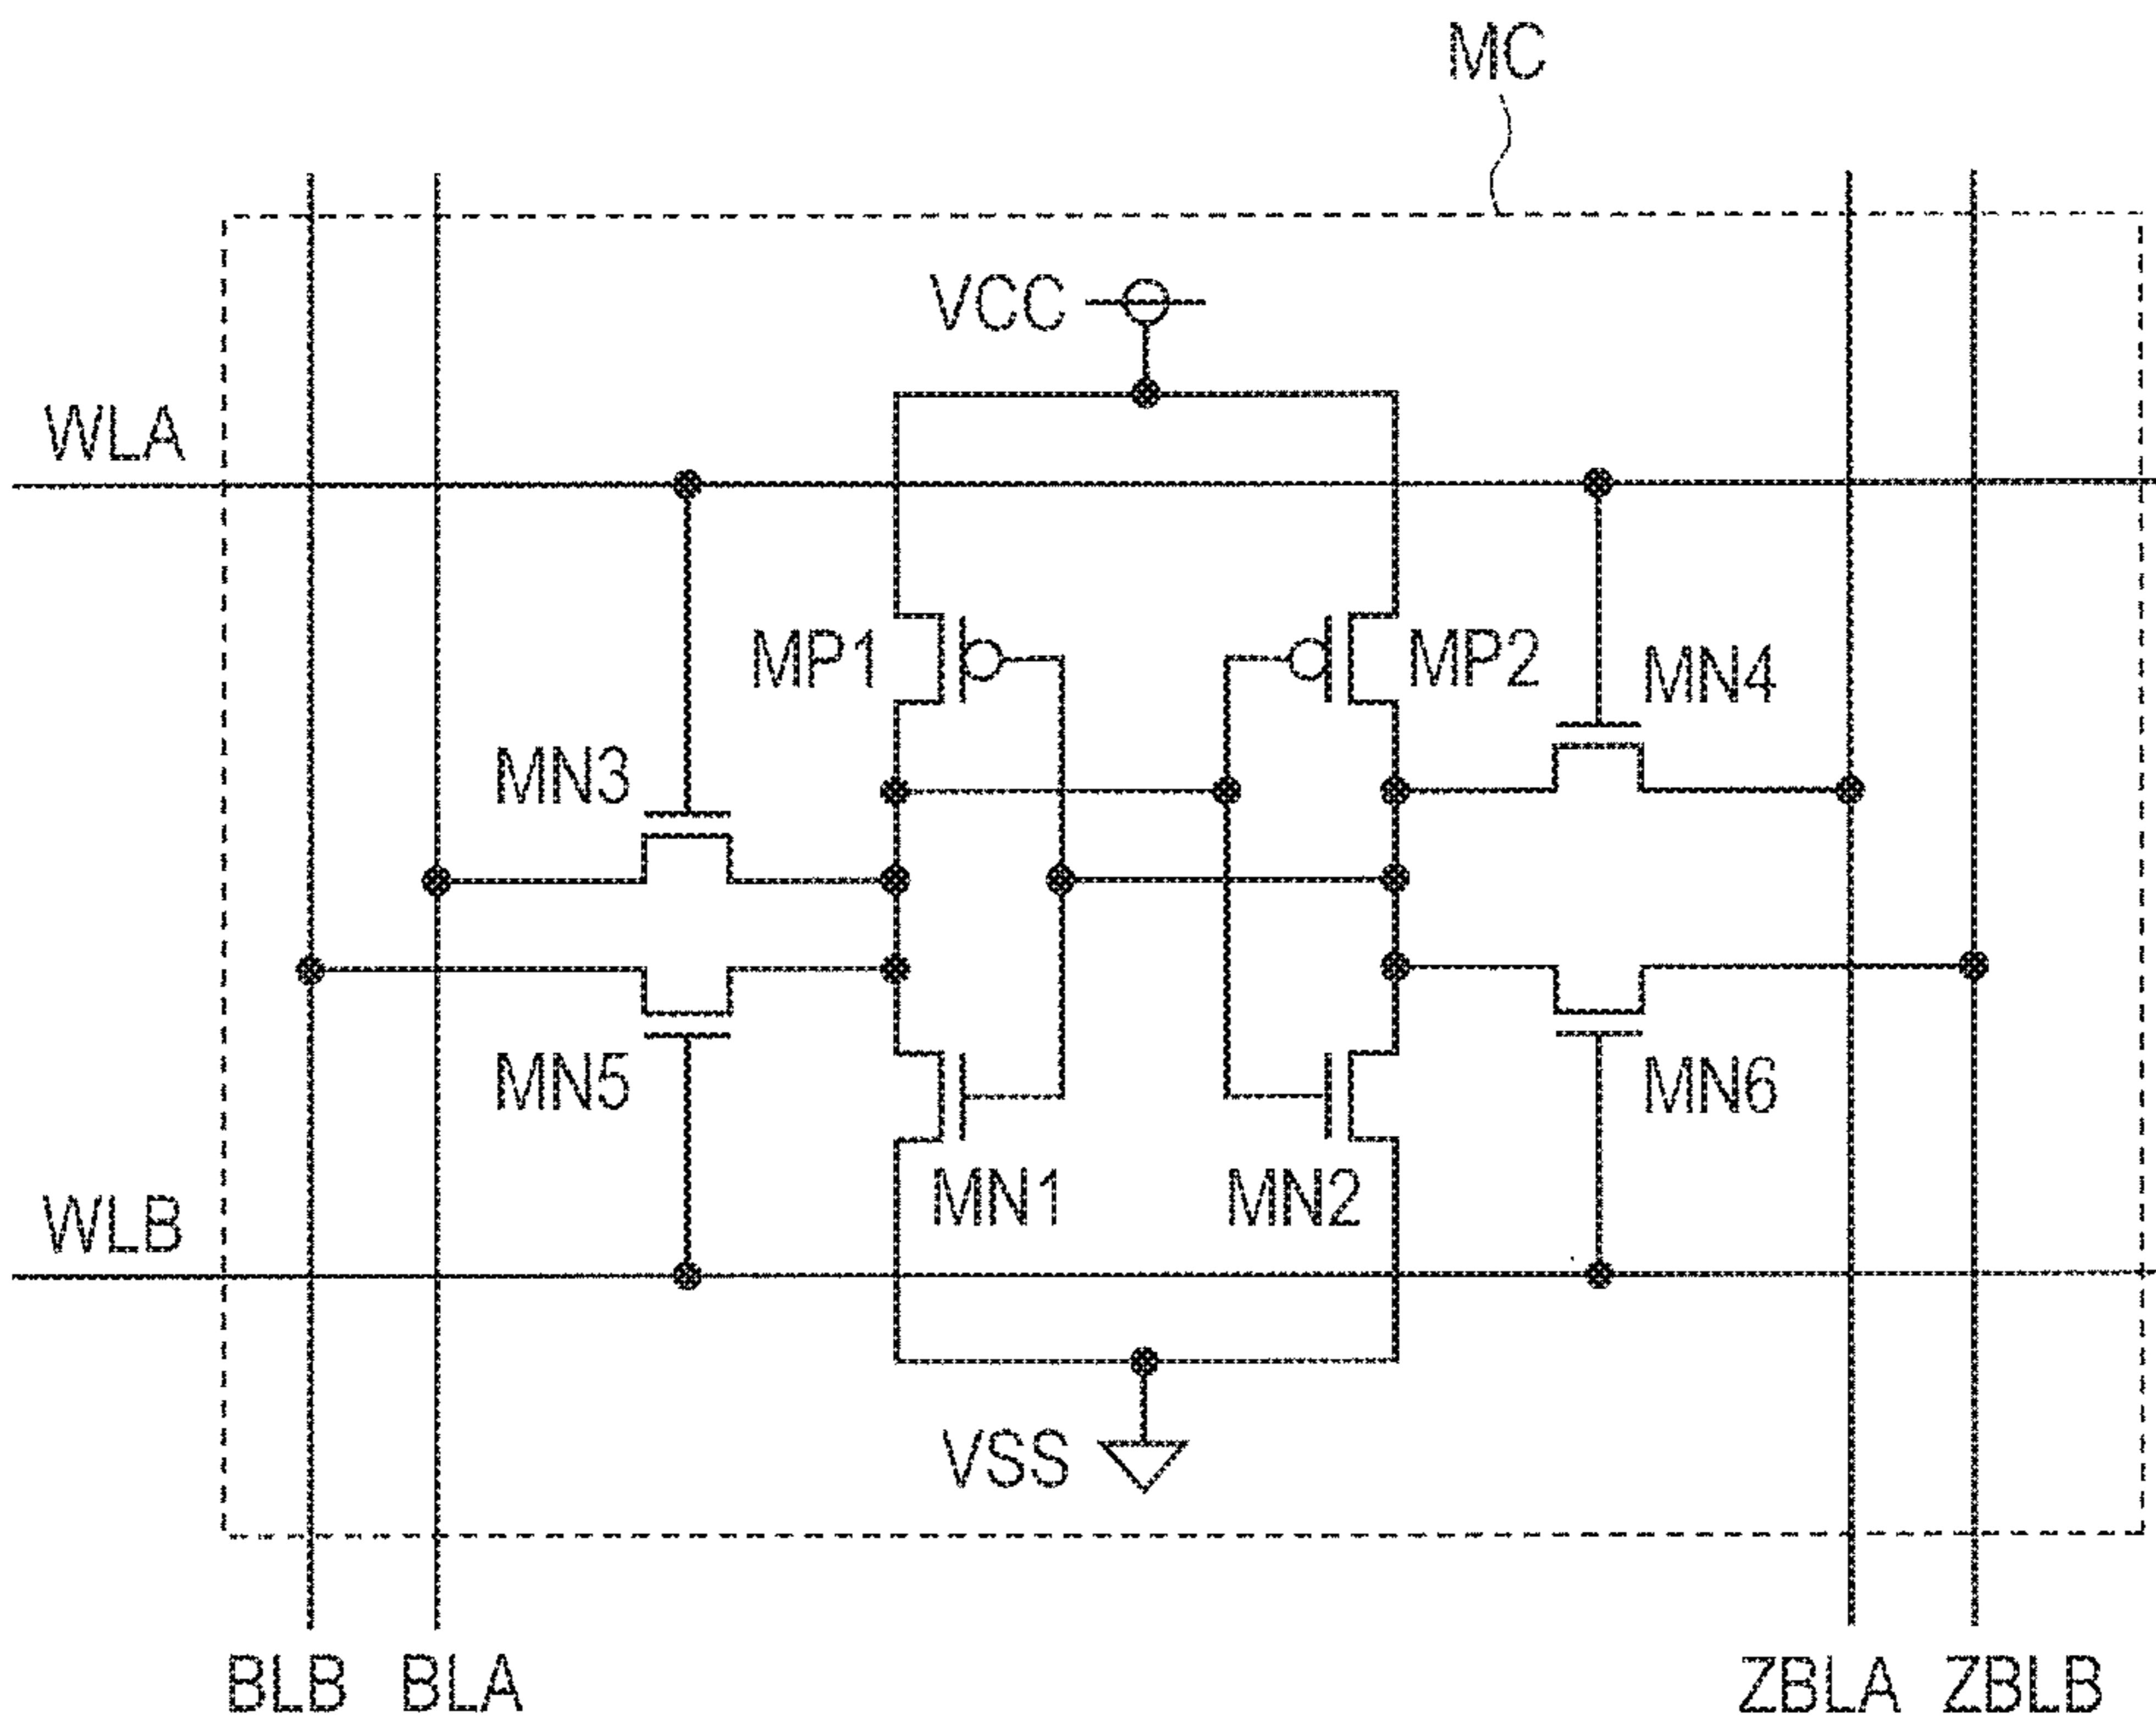 MC
VCC
WLA
MP1
MP2
MN4
MN3
MN5
MN6
MN1
MN2
WLB
VSS
BLB
BLA
ZBLA
ZBLB